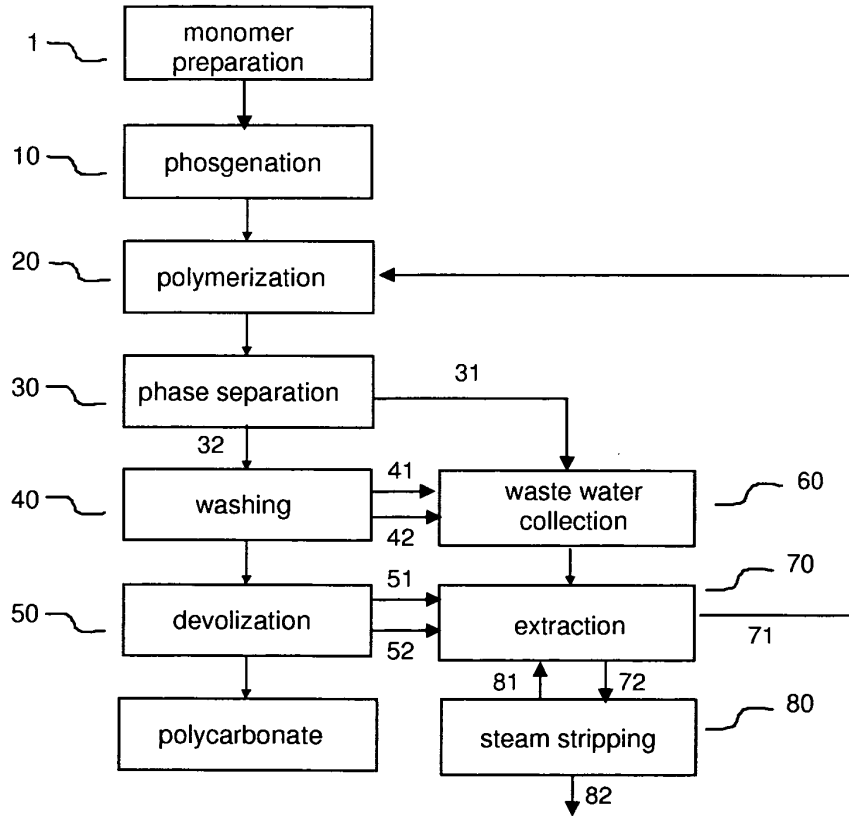 1
monomer
preparation
10
phosgenation
20
polymerization
30
phase separation
31
32
40
washing
41
42
waste water
collection
60
50
devolization
51
52
extraction
70
71
polycarbonate
81
72
steam stripping
80
82